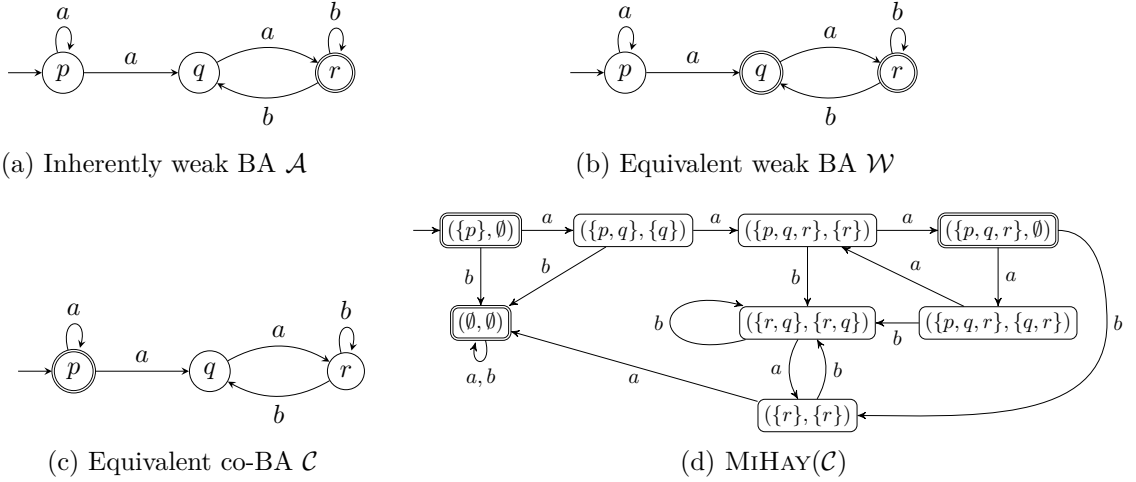 a
b
a
b
p
a
q
a
r
p
a
q
a
r
b
b
(a) Inherently weak BA 𝒜
(b) Equivalent weak BA 𝒲
({p}, ∅)
a
({p, q}, {q})
a
({p, q, r}, {r})
a
({p, q, r}, ∅)
b
b
b
a
a
a
b
(∅, ∅)
b
({r, q}, {r, q})
b
({p, q, r}, {q, r})
b
p
a
q
a
r
a, b
a
a
b
b
({r}, {r})
(c) Equivalent co-BA 𝒞
(d) MIHAY(𝒞)